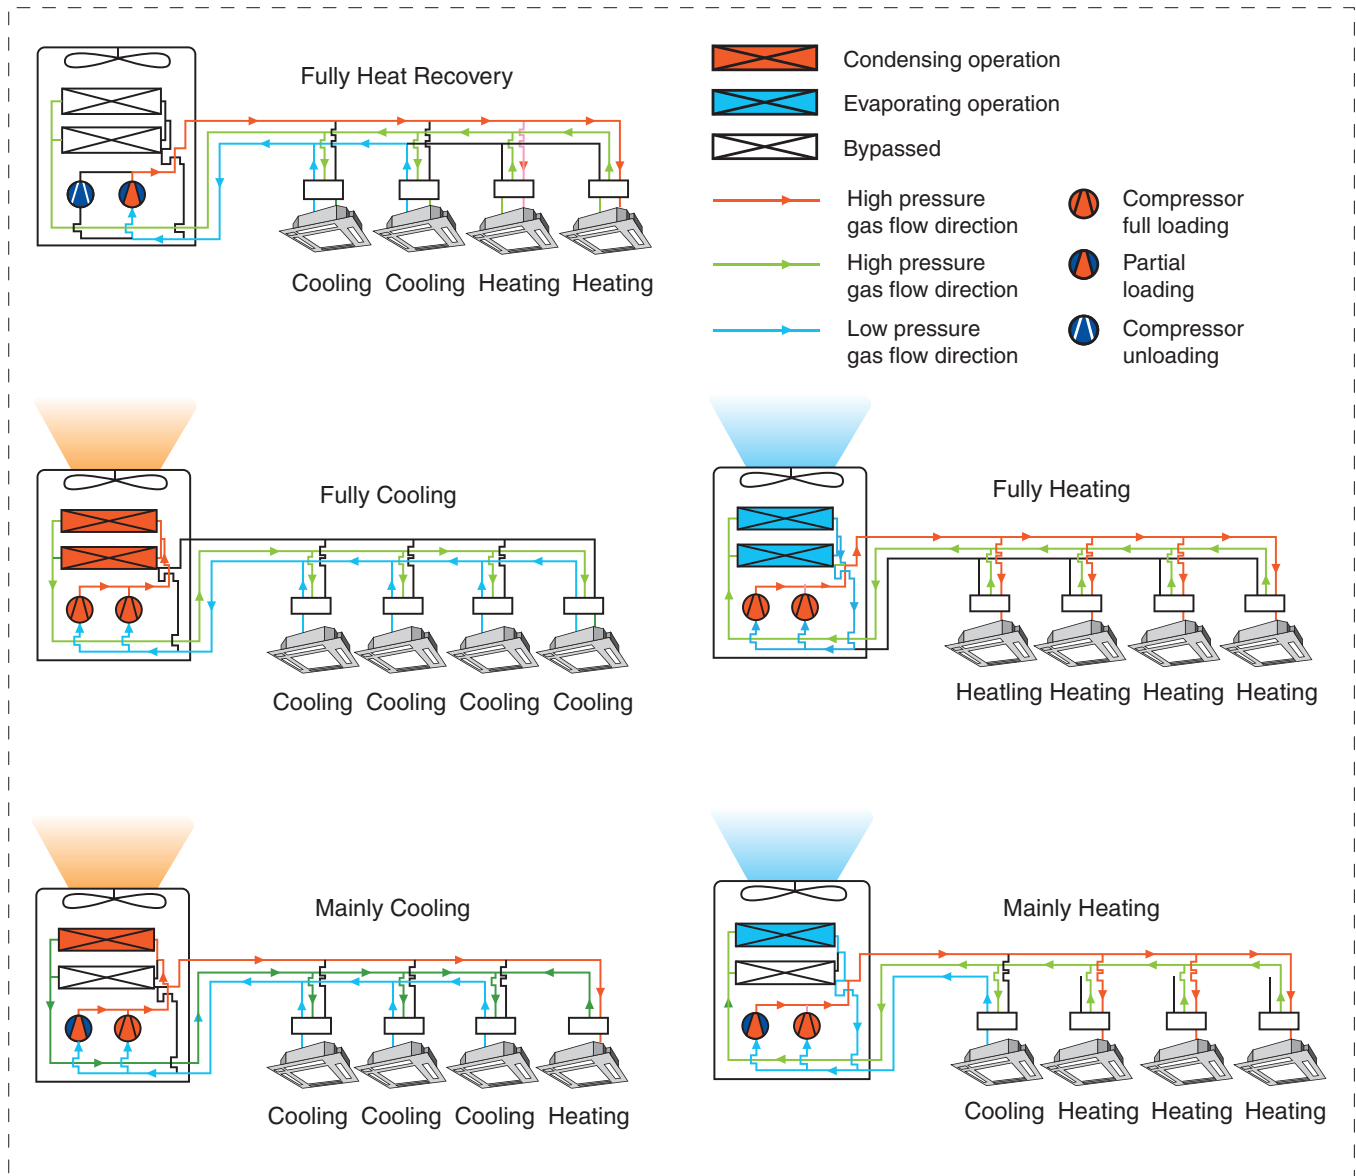 Fully Heat Recovery
Cooling Cooling Heating Heating
Condensing operation
Evaporating operation
Bypassed
High pressure
gas flow direction
High pressure
gas flow direction
Low pressure
gas flow direction
Compressor
full loading
Partial
loading
Compressor
unloading
Fully Cooling
Cooling Cooling Cooling Cooling
Fully Heating
Heatling Heating Heating Heating
Mainly Cooling
Cooling Cooling Cooling Heating
Mainly Heating
Cooling Heating Heating Heating